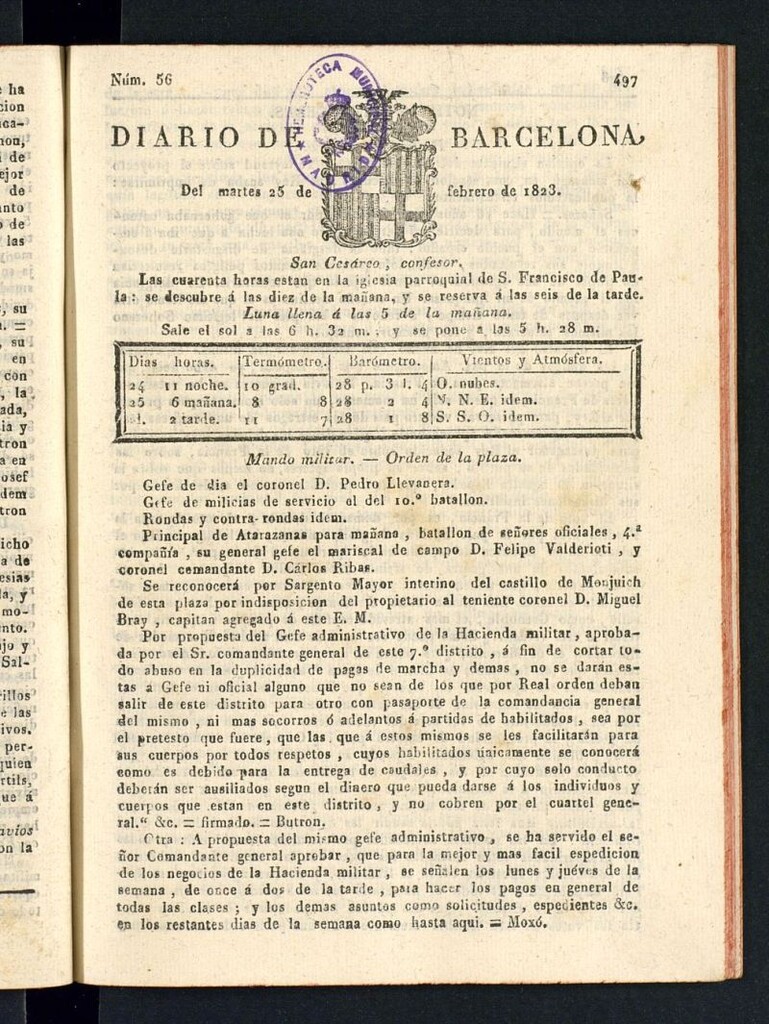 Núm. 56
497
HEMEROTECA MUNICIPAL
MADRID
DIARIO DE BARCELONA,
Del martes 25 de febrero de 1823.
San Cesáreo, confesor.
Las cuarenta horas estan en la iglesia parroquial de S. Francisco de Pau-
la: se descubre á las diez de la mañana, y se reserva á las seis de la tarde.
Luna llena á las 5 de la mañana.
Sale el sol a las 6 h. 32 m., y se pone a las 5 h. 28 m.
Dias horas. Termómetro. Barómetro. Vientos y Atmósfera.
24 11 noche. 10 grad. 28 p. 3 l. 4 O. nubes.
25 6 mañana. 8 8 28 2 4 N. N. E. idem.
id. 2 tarde. 11 7 28 1 8 S. S. O. idem.
Mando militar. — Orden de la plaza.
Gefe de dia el coronel D. Pedro Llevanera.
Gefe de milicias de servicio el del 10.º batallon.
Rondas y contra-rondas idem.
Principal de Atarazanas para mañana, batallon de señores oficiales, 4.ª
compañía, su general gefe el mariscal de campo D. Felipe Valderioti, y
coronel comandante D. Cárlos Ribas.
Se reconocerá por Sargento Mayor interino del castillo de Monjuich
de esta plaza por indisposicion del propietario al teniente coronel D. Miguel
Bray, capitan agregado á este E. M.
Por propuesta del Gefe administrativo de la Hacienda militar, aproba-
da por el Sr. comandante general de este 7.º distrito, á fin de cortar to-
do abuso en la duplicidad de pagas de marcha y demas, no se darán es-
tas a Gefe ni oficial alguno que no sean de los que por Real orden deban
salir de este distrito para otro con pasaporte de la comandancia general
del mismo, ni mas socorros ó adelantos á partidas de habilitados, sea por
el pretesto que fuere, que las que á estos mismos se les facilitarán para
sus cuerpos por todos respetos, cuyos habilitados únicamente se conocerá
como es debido para la entrega de caudales, y por cuyo solo conducto
deberán ser ausiliados segun el dinero que pueda darse á los individuos y
cuerpos que estan en este distrito, y no cobren por el cuartel gene-
ral.“ &c. = firmado. = Butron.
Otra: A propuesta del mismo gefe administrativo, se ha servido el se-
ñor Comandante general aprobar, que para la mejor y mas facil espedicion
de los negocios de la Hacienda militar, se señalen los lunes y juéves de la
semana, de once á dos de la tarde, para hacer los pagos en general de
todas las clases; y los demas asuntos como solicitudes, espedientes &c.
en los restantes dias de la semana como hasta aqui. = Moxó.